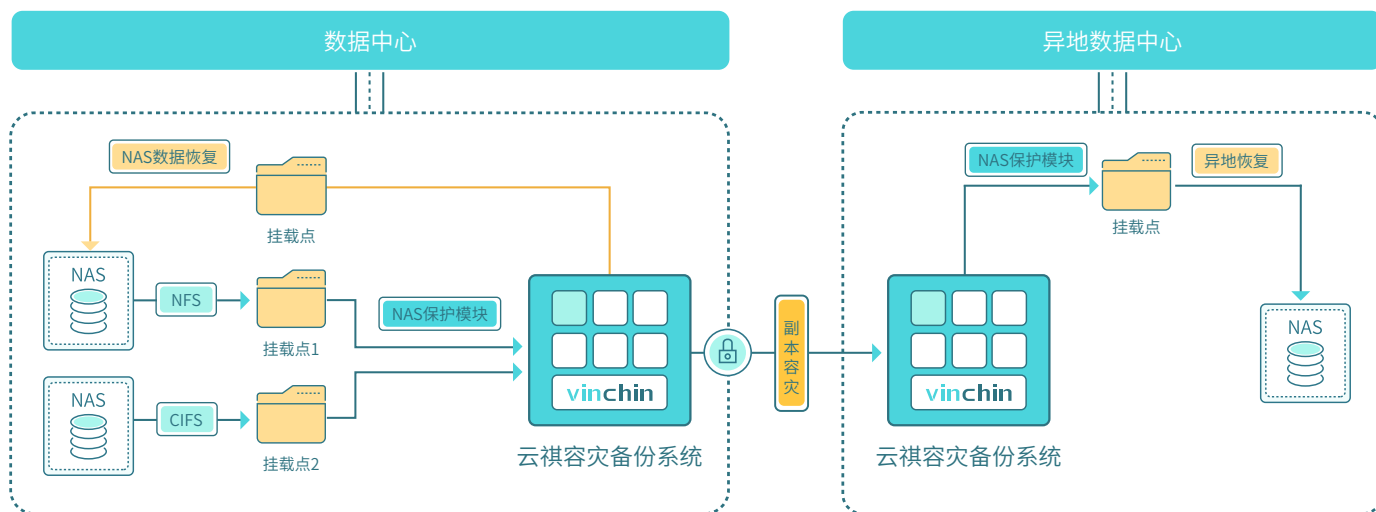 数据中心
异地数据中心
NAS数据恢复
挂载点
NAS
NFS
挂载点1
NAS保护模块
NAS
CIFS
挂载点2
vinchin
云祺容灾备份系统
副本容灾
NAS保护模块
挂载点
异地恢复
NAS
vinchin
云祺容灾备份系统